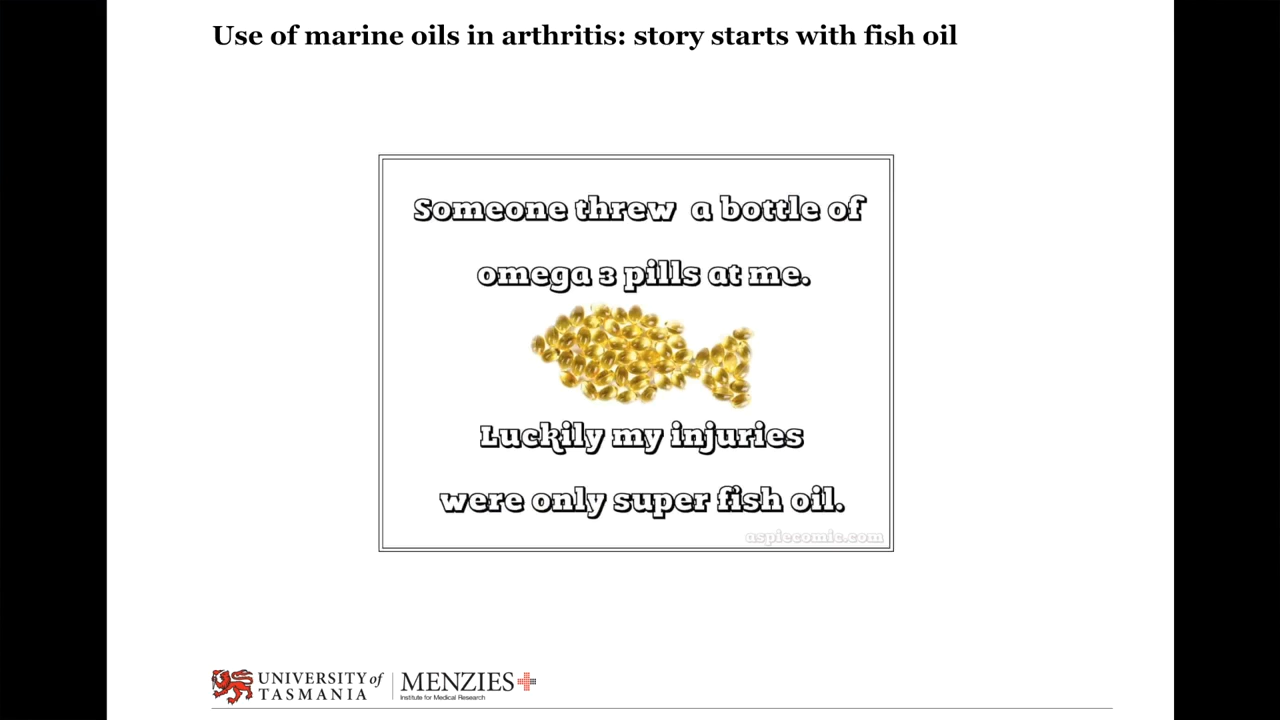 Use of marine oils in arthritis: story starts with fish oil
Someone threw a bottle of
omega 3 pills at me.
Luckily my injuries
were only super fish oil.
aspiecomic.com
UNIVERSITY of
TASMANIA
MENZIES
Institute for Medical Research